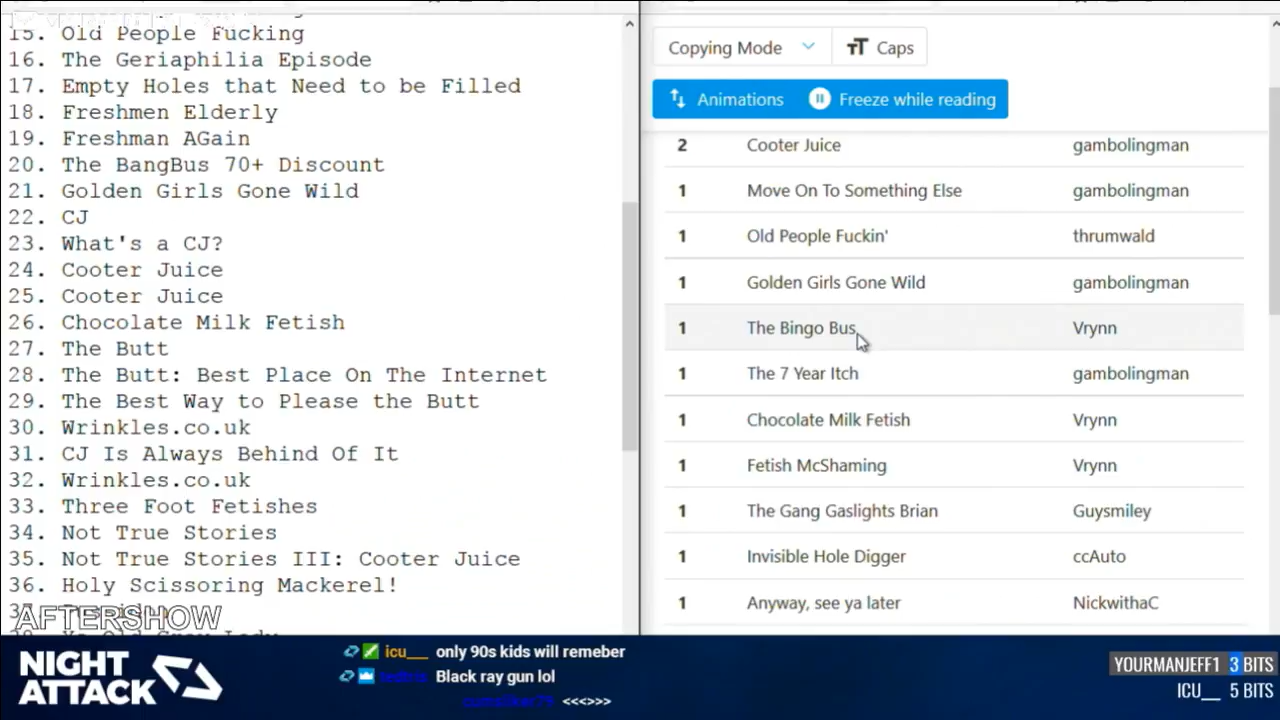 15. Old People Fucking
16. The Geriaphilia Episode
17. Empty Holes that Need to be Filled
18. Freshmen Elderly
19. Freshman AGain
20. The BangBus 70+ Discount
21. Golden Girls Gone Wild
22. CJ
23. What's a CJ?
24. Cooter Juice
25. Cooter Juice
26. Chocolate Milk Fetish
27. The Butt
28. The Butt: Best Place On The Internet
29. The Best Way to Please the Butt
30. Wrinkles.co.uk
31. CJ Is Always Behind Of It
32. Wrinkles.co.uk
33. Three Foot Fetishes
34. Not True Stories
35. Not True Stories III: Cooter Juice
36. Holy Scissoring Mackerel!
AFTERSHOW
Copying Mode
Caps
Animations
Freeze while reading
2 Cooter Juice gambolingman
1 Move On To Something Else gambolingman
1 Old People Fuckin' thrumwald
1 Golden Girls Gone Wild gambolingman
1 The Bingo Bus Vrynn
1 The 7 Year Itch gambolingman
1 Chocolate Milk Fetish Vrynn
1 Fetish McShaming Vrynn
1 The Gang Gaslights Brian Guysmiley
1 Invisible Hole Digger ccAuto
1 Anyway, see ya later NickwithaC
NIGHT
ATTACK
icu__ only 90s kids will remeber
Black ray gun lol
<<<>>>
YOURMANJEFF1 3 BITS
ICU__ 5 BITS